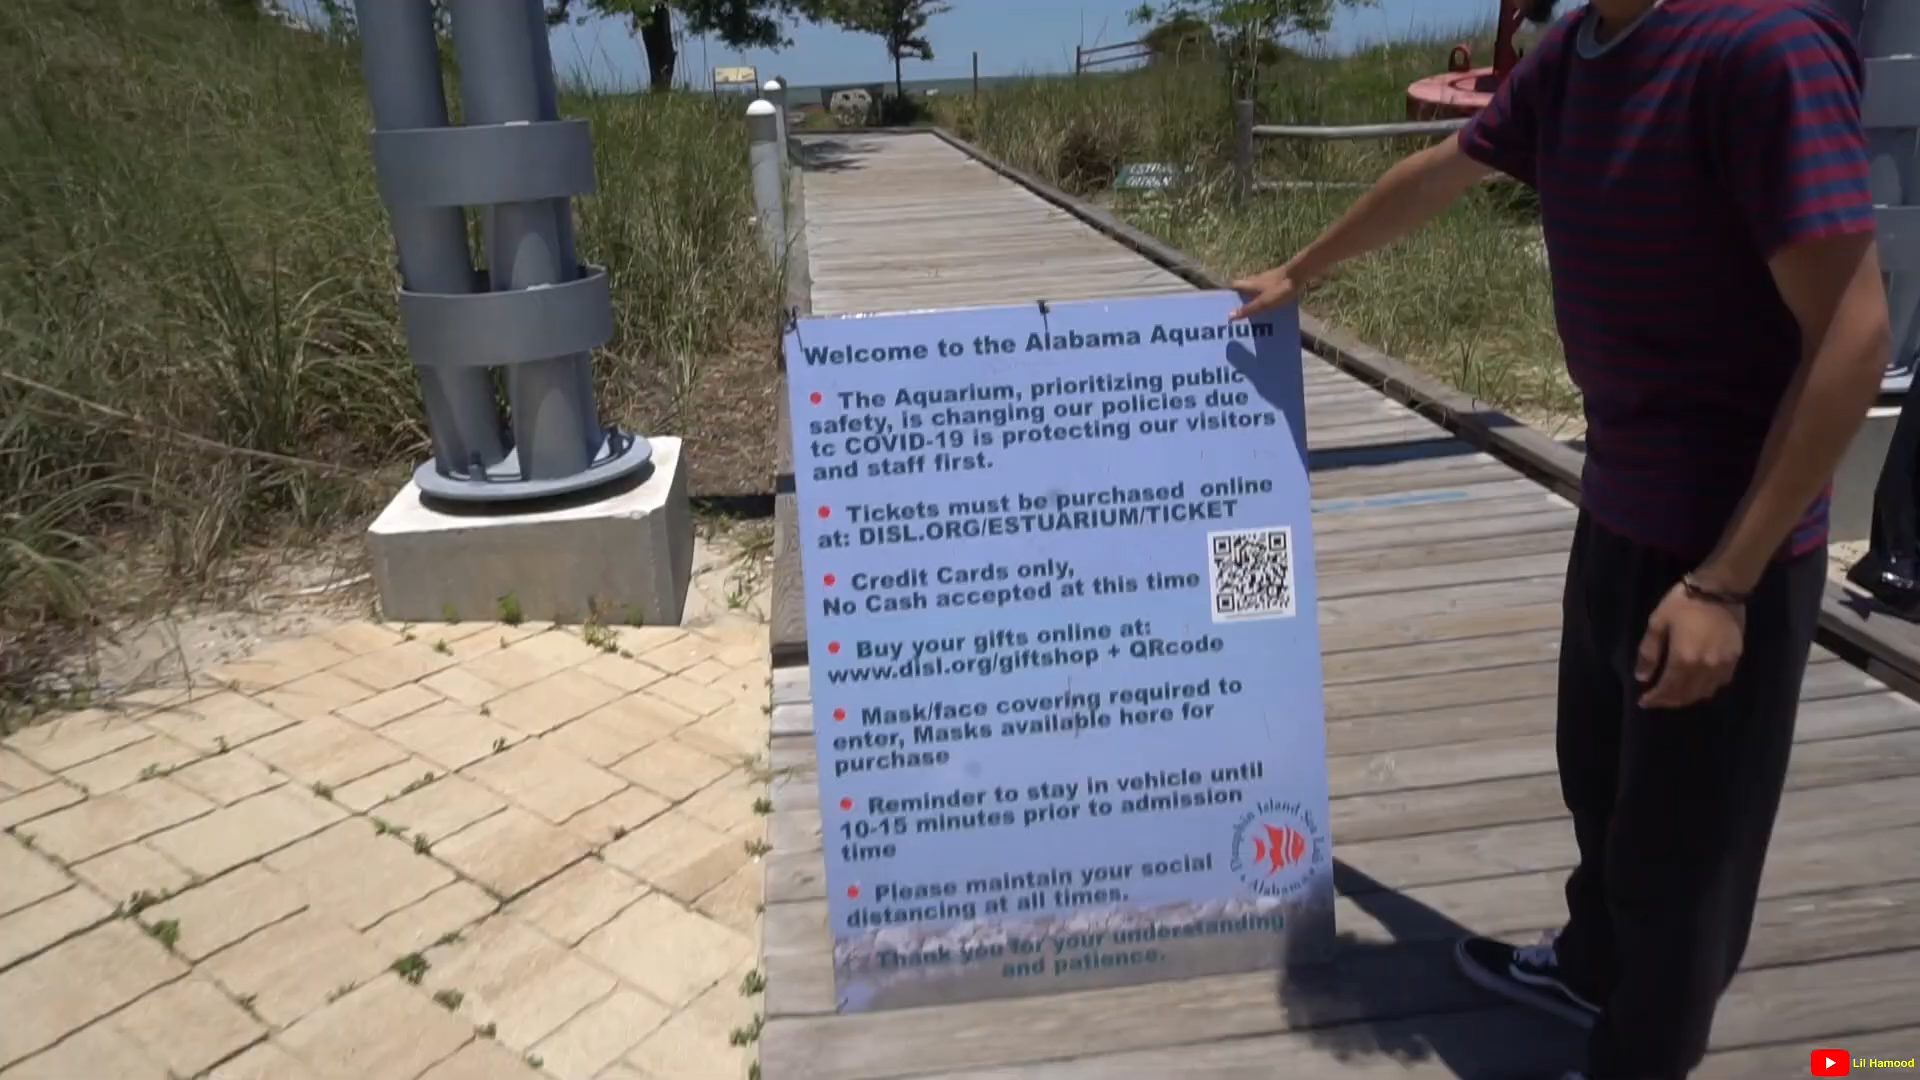 Welcome to the Alabama Aquarium
• The Aquarium, prioritizing public
safety, is changing our policies due
tc COVID-19 is protecting our visitors
and staff first.
• Tickets must be purchased online
at: DISL.ORG/ESTUARIUM/TICKET
• Credit Cards only,
No Cash accepted at this time
• Buy your gifts online at:
www.disl.org/giftshop + QRcode
• Mask/face covering required to
enter, Masks available here for
purchase
• Reminder to stay in vehicle until
10-15 minutes prior to admission
time
• Please maintain your social
distancing at all times.
Thank you for your understanding
and patience.
Dauphin Island Sea Lab
• Alabama •
Lil Hamood